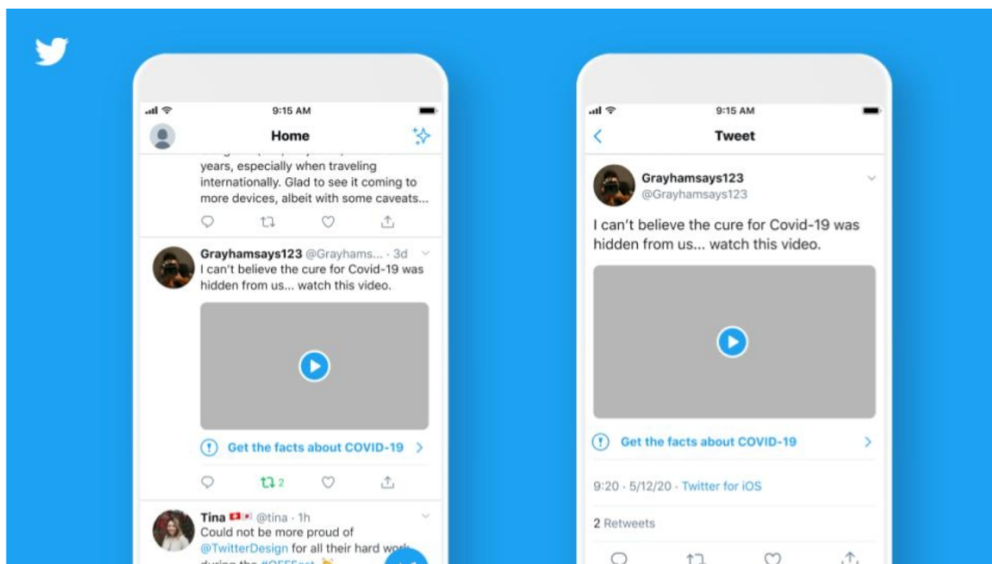 9:15 AM
Home
years, especially when traveling
internationally. Glad to see it coming to
more devices, albeit with some caveats...
Grayhamsays123 @Grayhams... · 3d
I can't believe the cure for Covid-19 was
hidden from us... watch this video.
Get the facts about COVID-19
2
Tina @tina · 1h
Could not be more proud of
@TwitterDesign for all their hard work
9:15 AM
Tweet
Grayhamsays123
@Grayhamsays123
I can't believe the cure for Covid-19 was
hidden from us... watch this video.
Get the facts about COVID-19
9:20 · 5/12/20 · Twitter for iOS
2 Retweets